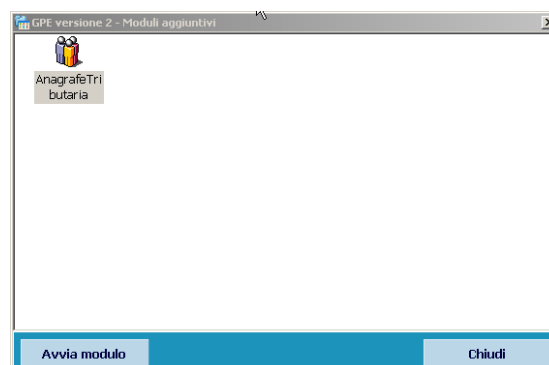 GPE versione 2 - Moduli aggiuntivi
AnagrafeTri
butaria
Avvia modulo
Chiudi